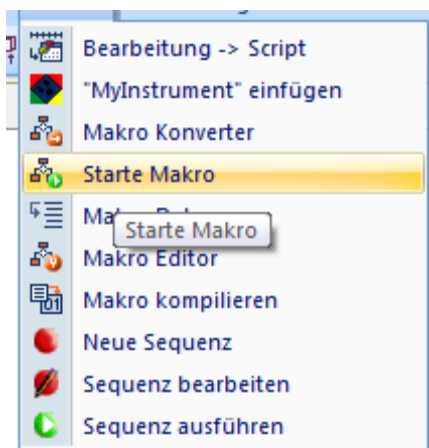 Bearbeitung -> Script
"MyInstrument" einfügen
Makro Konverter
Starte Makro
Starte Makro
Makro Editor
Makro kompilieren
Neue Sequenz
Sequenz bearbeiten
Sequenz ausführen